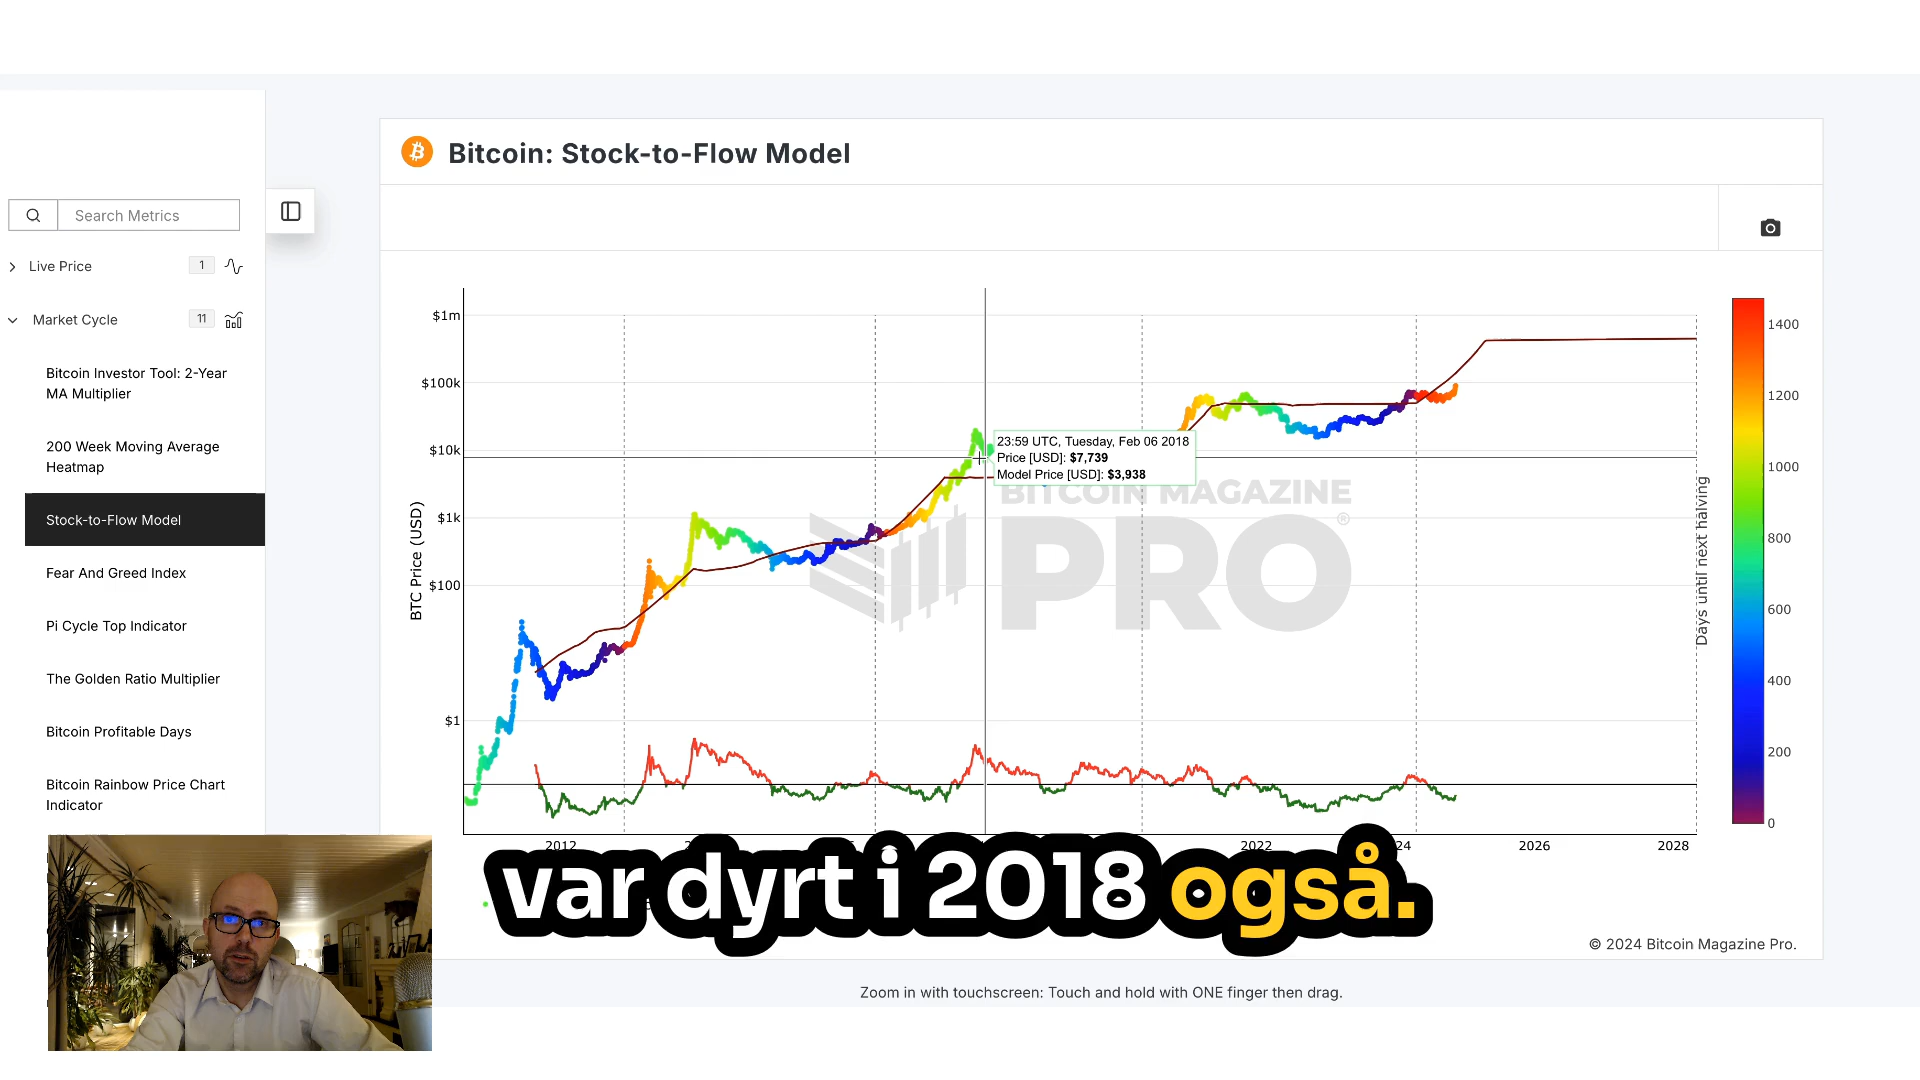 Bitcoin: Stock-to-Flow Model
Search Metrics
Live Price 1
Market Cycle 11
Bitcoin Investor Tool: 2-Year
MA Multiplier
200 Week Moving Average
Heatmap
Stock-to-Flow Model
Fear And Greed Index
Pi Cycle Top Indicator
The Golden Ratio Multiplier
Bitcoin Profitable Days
Bitcoin Rainbow Price Chart
Indicator
BTC Price (USD)
$1m
$100k
$10k
$1k
$100
$1
23:59 UTC, Tuesday, Feb 06 2018
Price [USD]: $7,739
Model Price [USD]: $3,938
BITCOIN MAGAZINE
PRO®
Days until next halving
1400
1200
1000
800
600
400
200
0
2012
2022
24
2026
2028
var dyrt i 2018 også.
© 2024 Bitcoin Magazine Pro.
Zoom in with touchscreen: Touch and hold with ONE finger then drag.